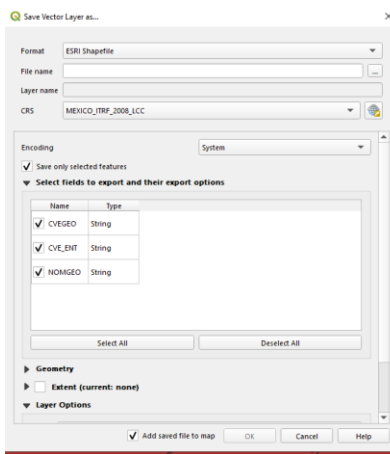 Save Vector Layer as...
Format ESRI Shapefile
File name ...
Layer name
CRS MEXICO_ITRF_2008_LCC
Encoding System
Save only selected features
Select fields to export and their export options
Name Type
CVEGEO String
CVE_ENT String
NOMGEO String
Select All Deselect All
Geometry
Extent (current: none)
Layer Options
Add saved file to map OK Cancel Help